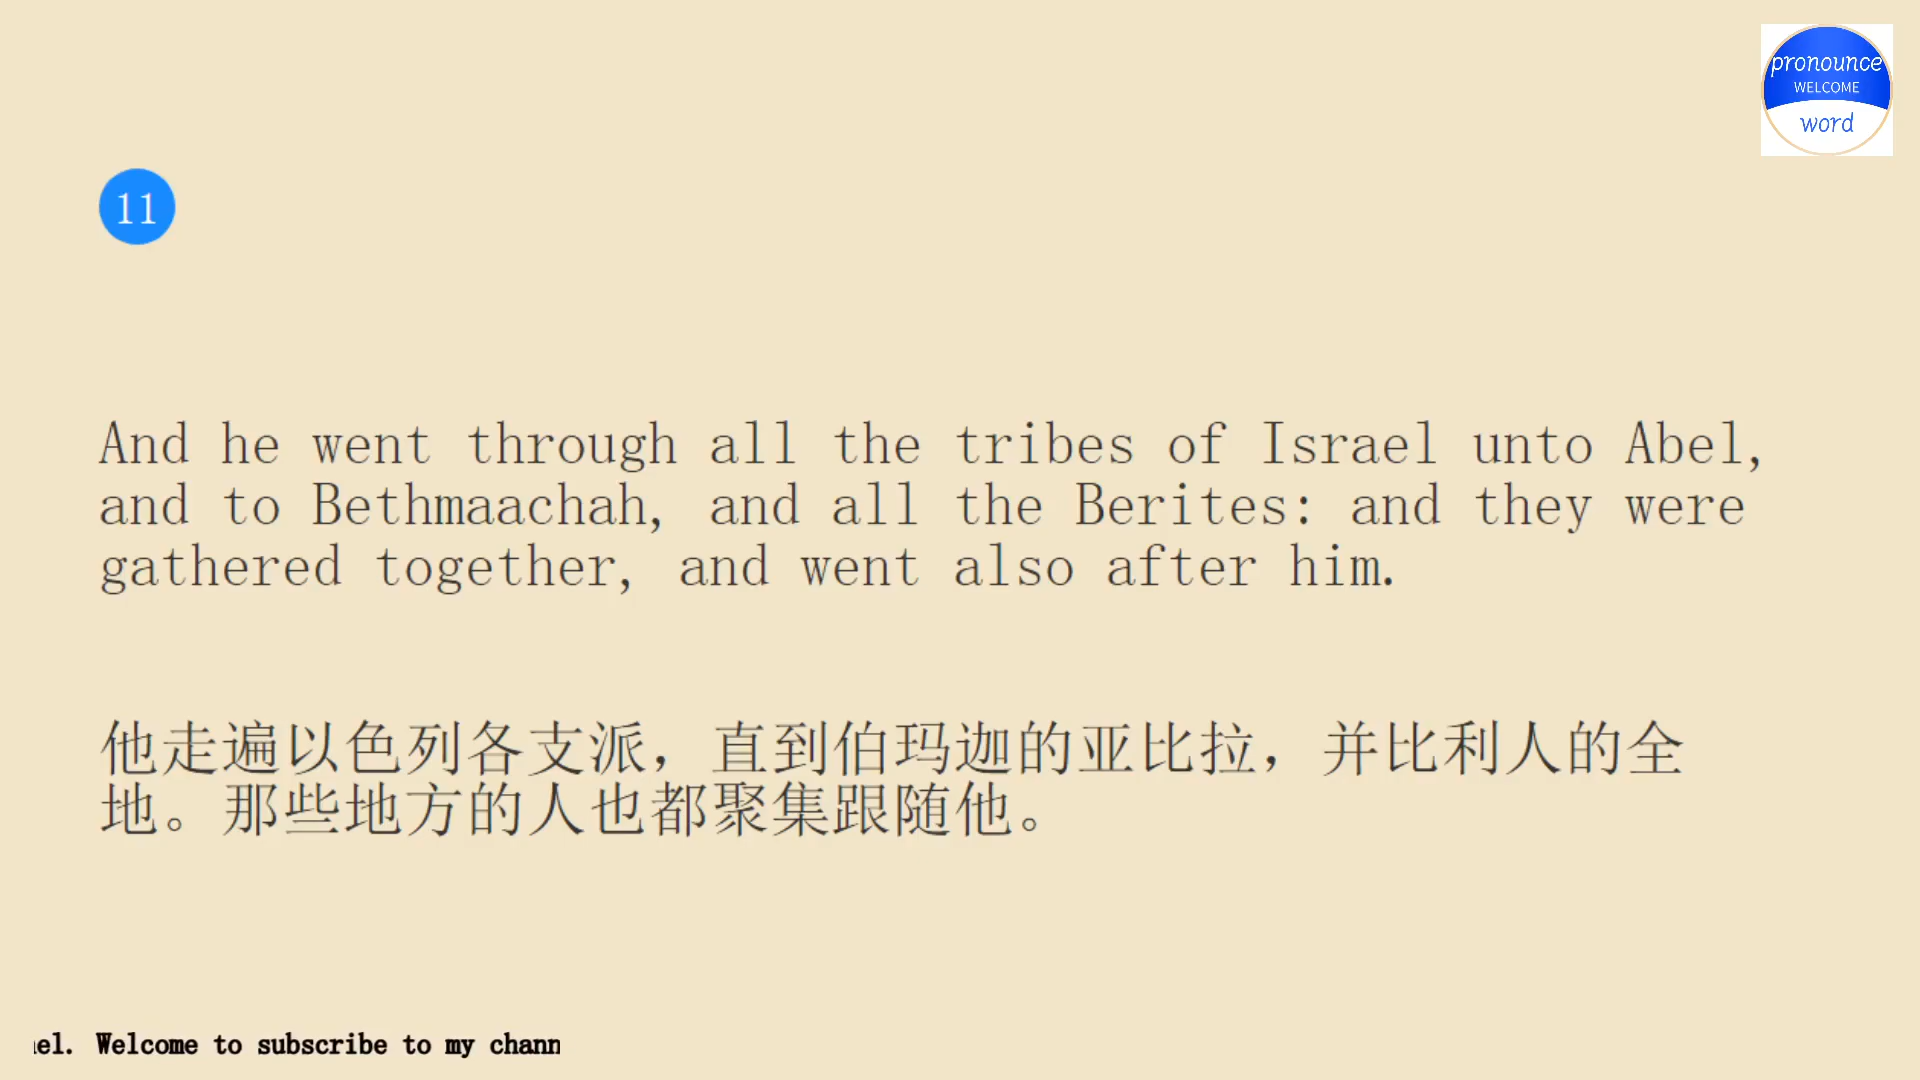 pronounce
WELCOME
word
11
And he went through all the tribes of Israel unto Abel,
and to Bethmaachah, and all the Berites: and they were
gathered together, and went also after him.
他走遍以色列各支派，直到伯玛迦的亚比拉，并比利人的全
地。那些地方的人也都聚集跟随他。
el. Welcome to subscribe to my chann